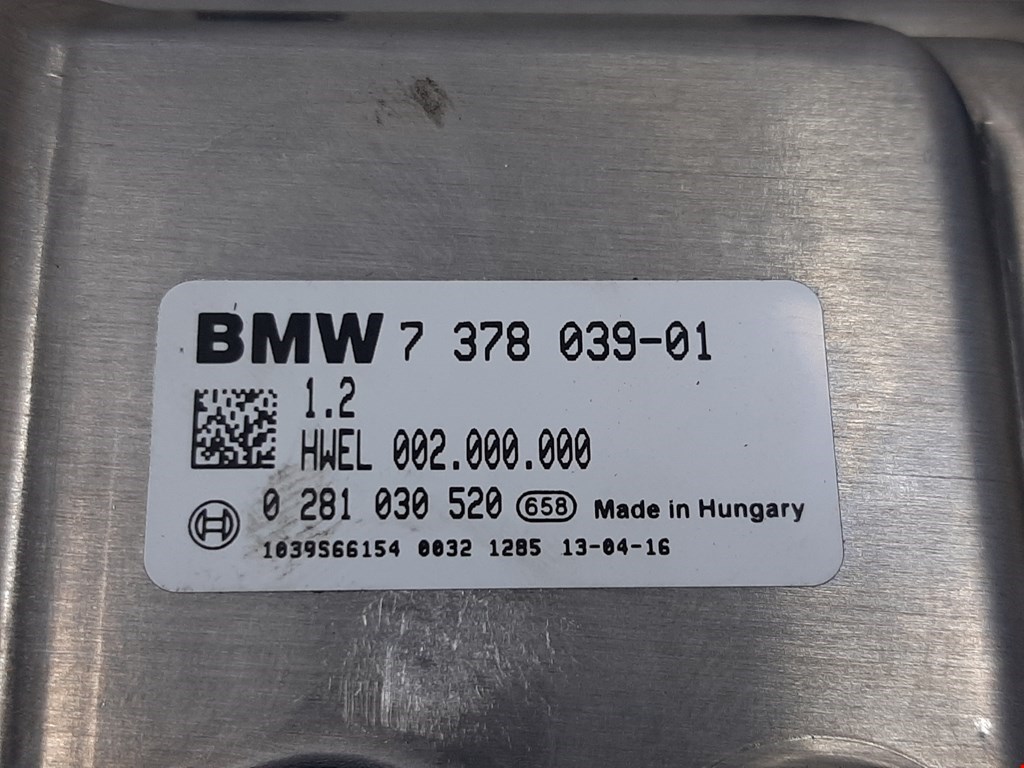 BMW 7 378 039-01
1.2
HWEL 002.000.000
0 281 030 520 658 Made in Hungary
1039S66154 0032 1285 13-04-16